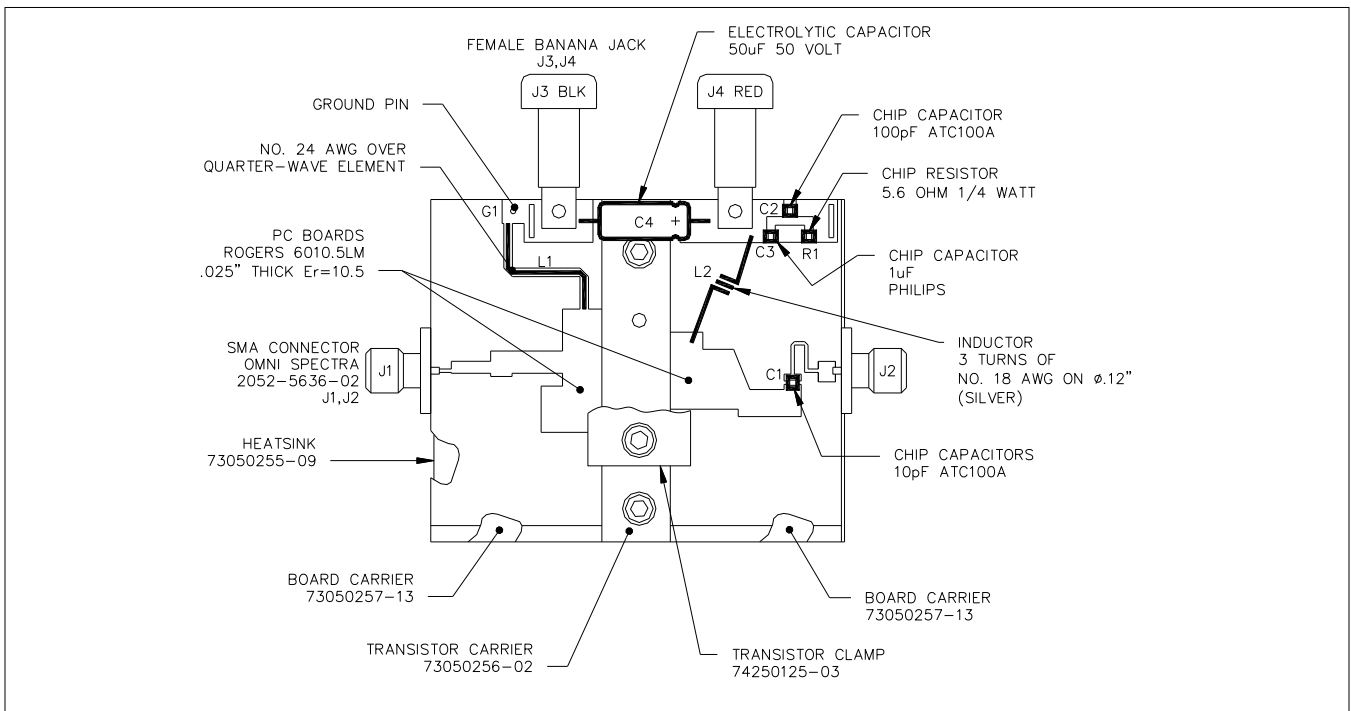 ELECTROLYTIC CAPACITOR
50uF 50 VOLT
FEMALE BANANA JACK
J3,J4
J3 BLK
J4 RED
GROUND PIN
CHIP CAPACITOR
100pF ATC100A
NO. 24 AWG OVER
QUARTER-WAVE ELEMENT
CHIP RESISTOR
5.6 OHM 1/4 WATT
G1
C4
+
C2
C3
R1
PC BOARDS
ROGERS 6010.5LM
.025" THICK Er=10.5
L1
L2
CHIP CAPACITOR
1uF
PHILIPS
SMA CONNECTOR
OMNI SPECTRA
2052-5636-02
J1,J2
J1
C1
J2
INDUCTOR
3 TURNS OF
NO. 18 AWG ON ø.12"
(SILVER)
HEATSINK
73050255-09
CHIP CAPACITORS
10pF ATC100A
BOARD CARRIER
73050257-13
BOARD CARRIER
73050257-13
TRANSISTOR CARRIER
73050256-02
TRANSISTOR CLAMP
74250125-03